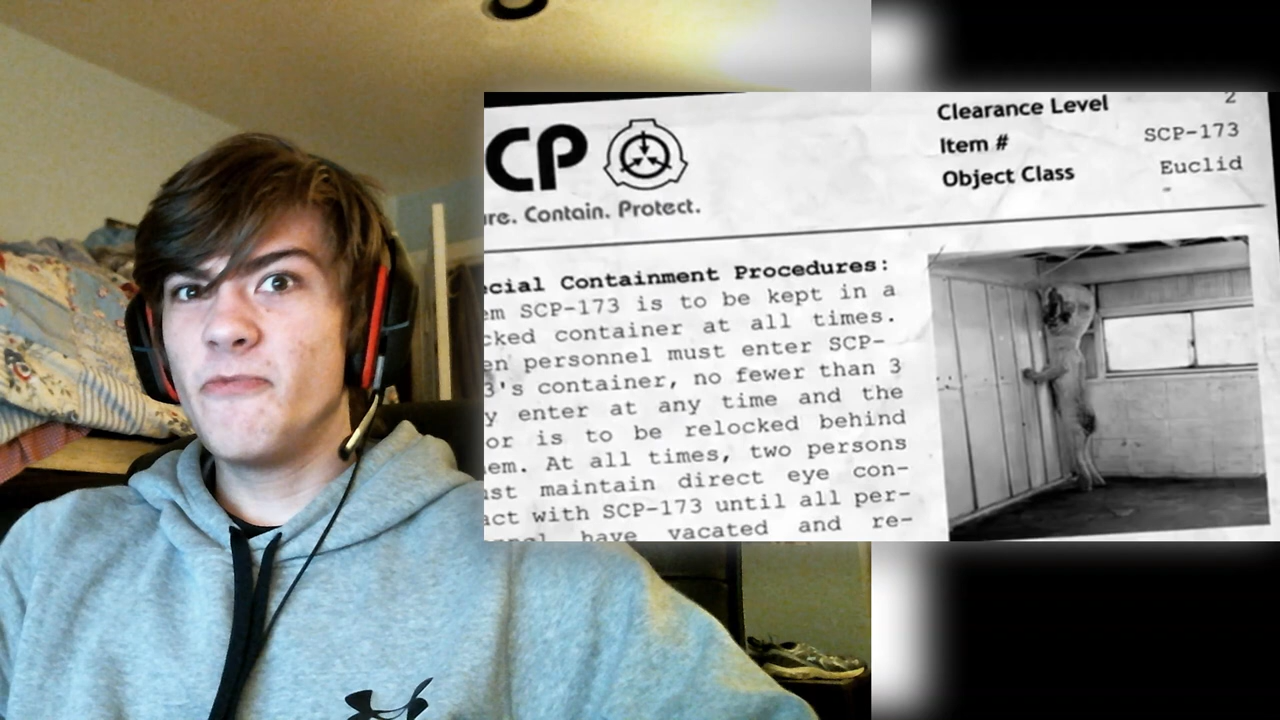 CP
Clearance Level 2
Item # SCP-173
Object Class Euclid
ure. Contain. Protect.
ecial Containment Procedures:
em SCP-173 is to be kept in a
cked container at all times.
en personnel must enter SCP-
3's container, no fewer than 3
y enter at any time and the
or is to be relocked behind
em. At all times, two persons
ust maintain direct eye con-
act with SCP-173 until all per-
nnel have vacated and re-